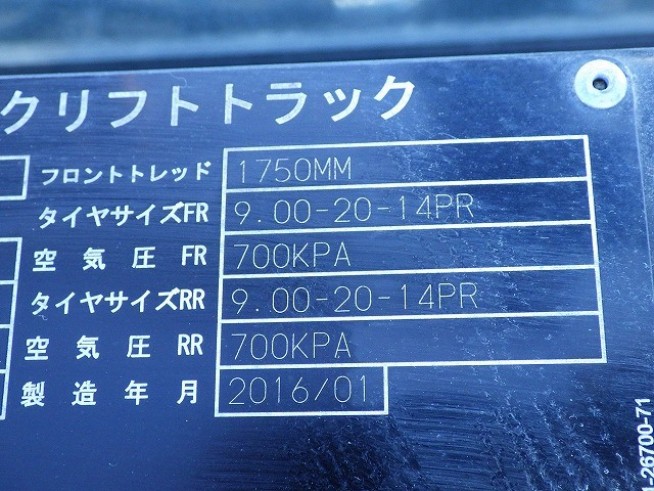 クリフトトラック
フロントトレッド 1750MM
タイヤサイズFR 9.00-20-14PR
空気圧 FR 700KPA
タイヤサイズRR 9.00-20-14PR
空気圧 RR 700KPA
製造年月 2016/01
1-26700-71